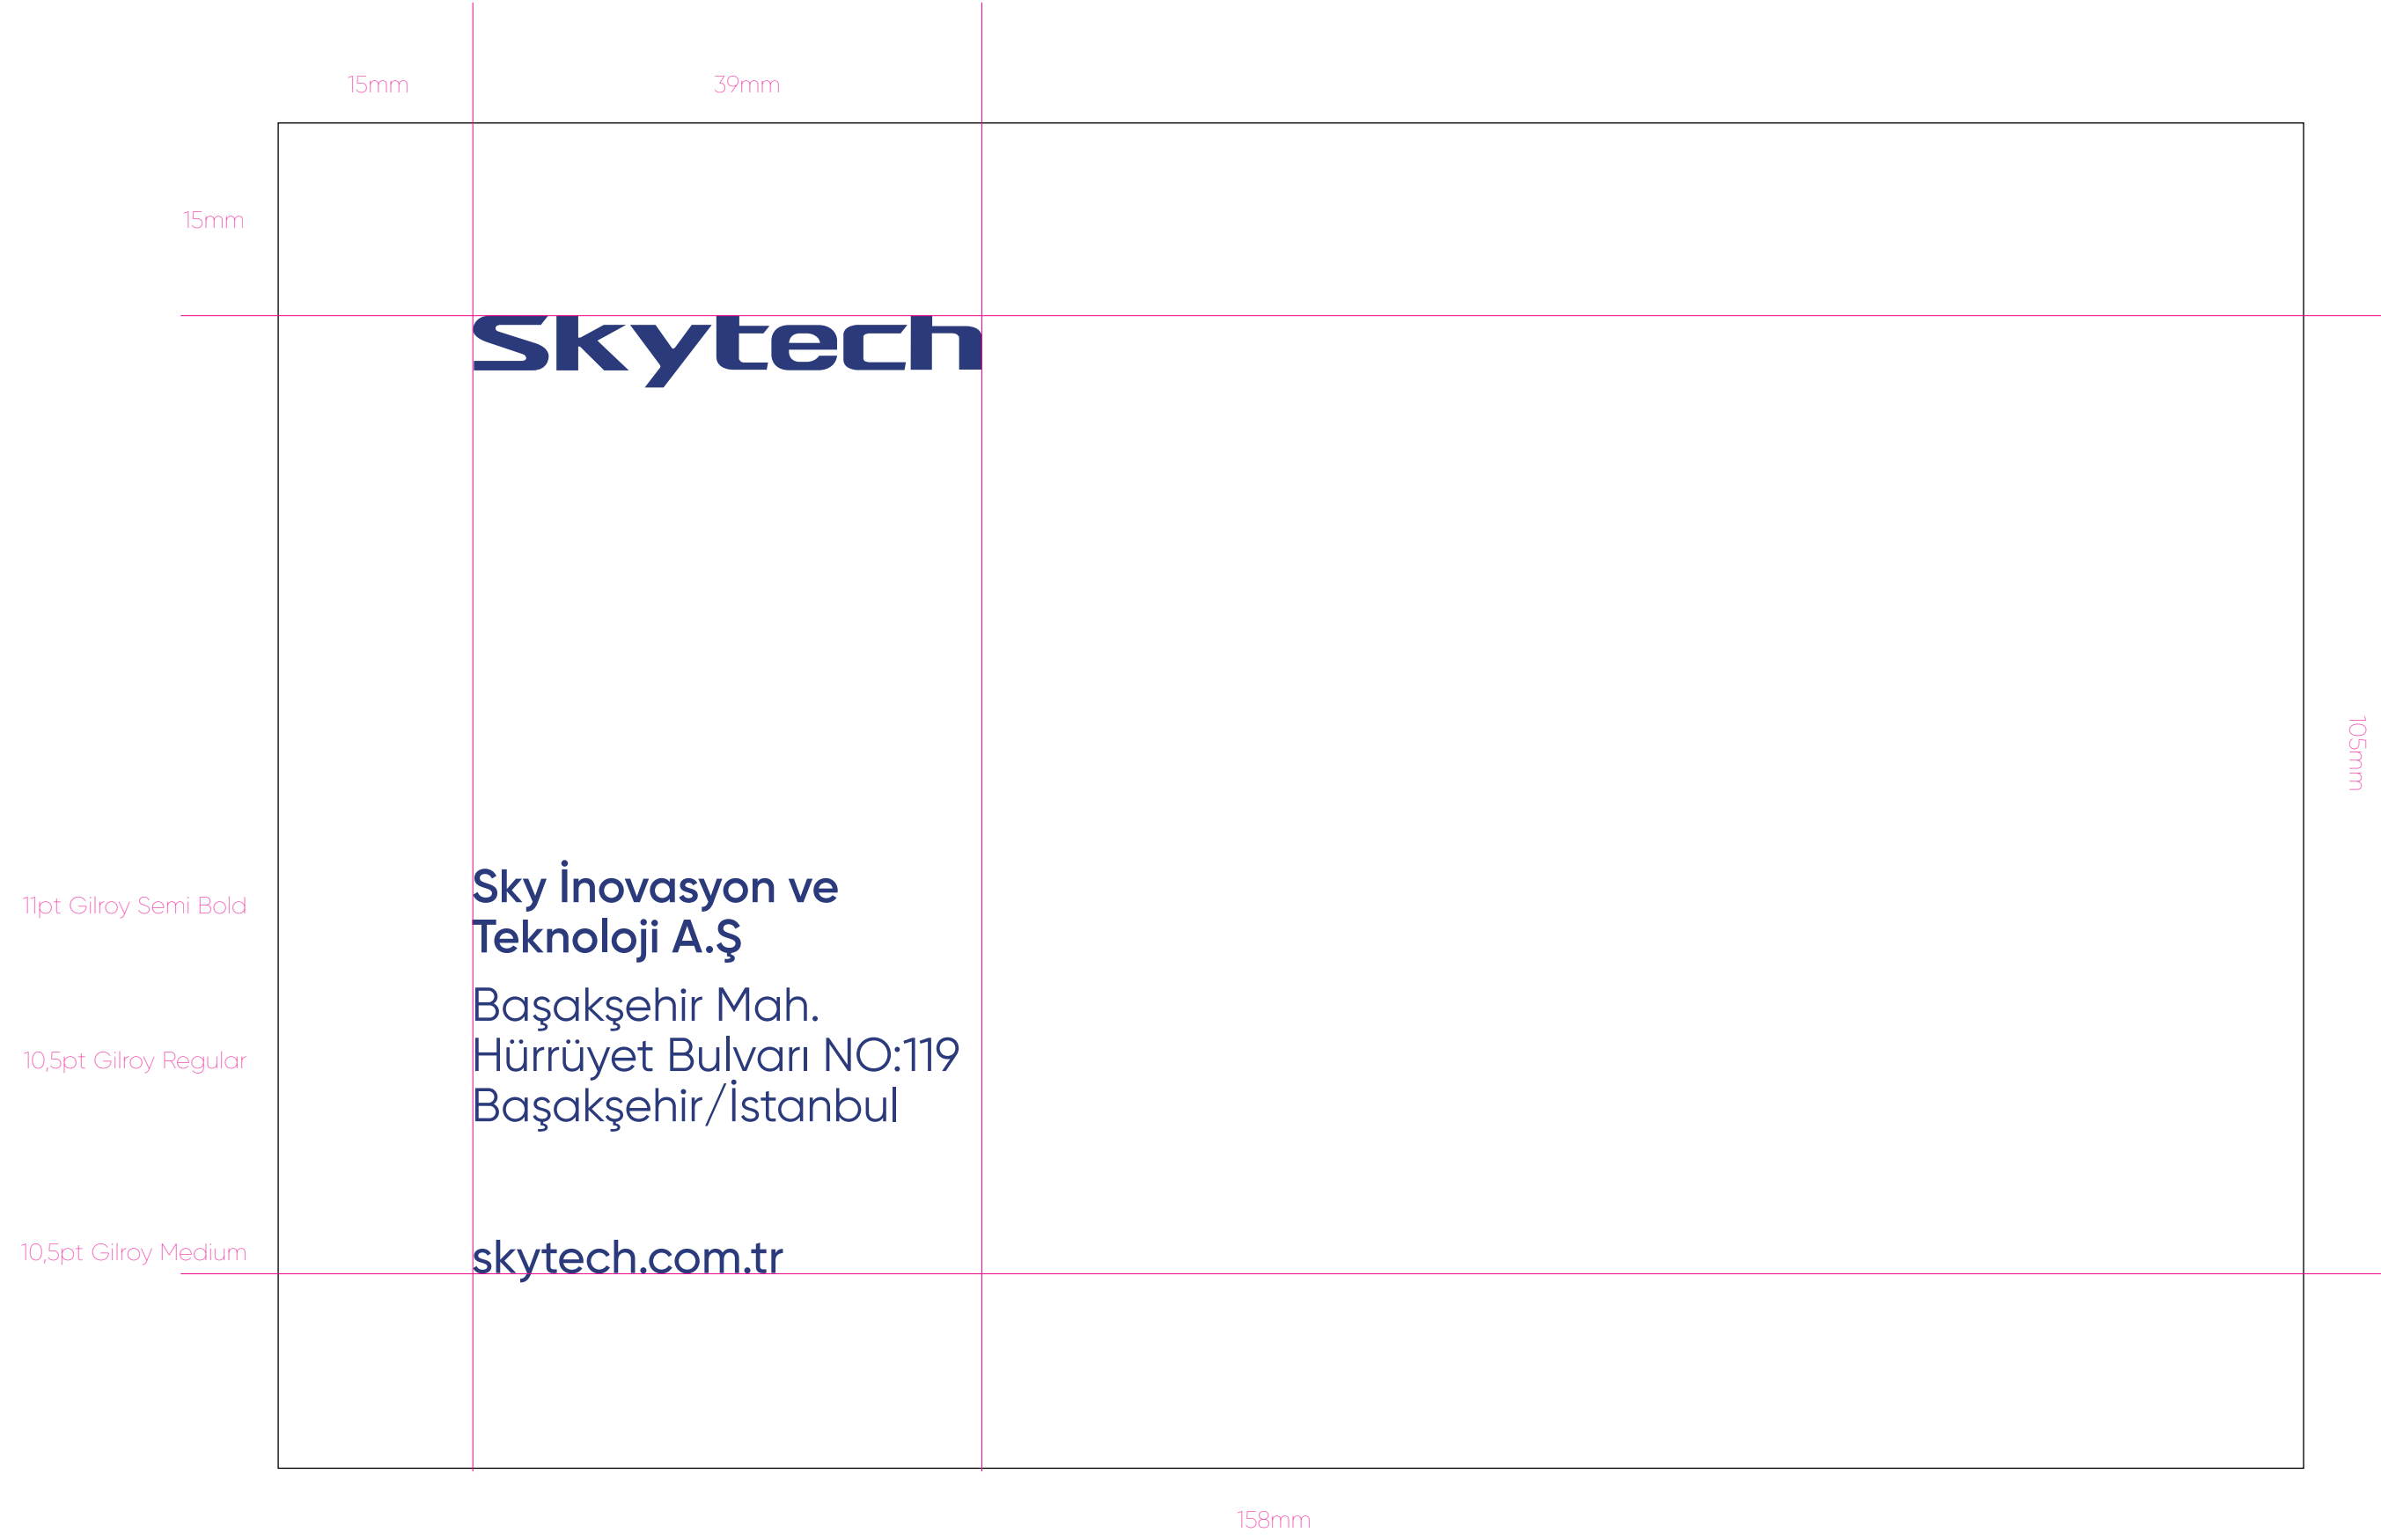 15mm
39mm
15mm
Skytech
105mm
Sky İnovasyon ve
Teknoloji A.Ş
11pt Gilroy Semi Bold
Başakşehir Mah.
Hürrüyet Bulvarı NO:119
Başakşehir/İstanbul
10,5pt Gilroy Regular
skytech.com.tr
10,5pt Gilroy Medium
158mm